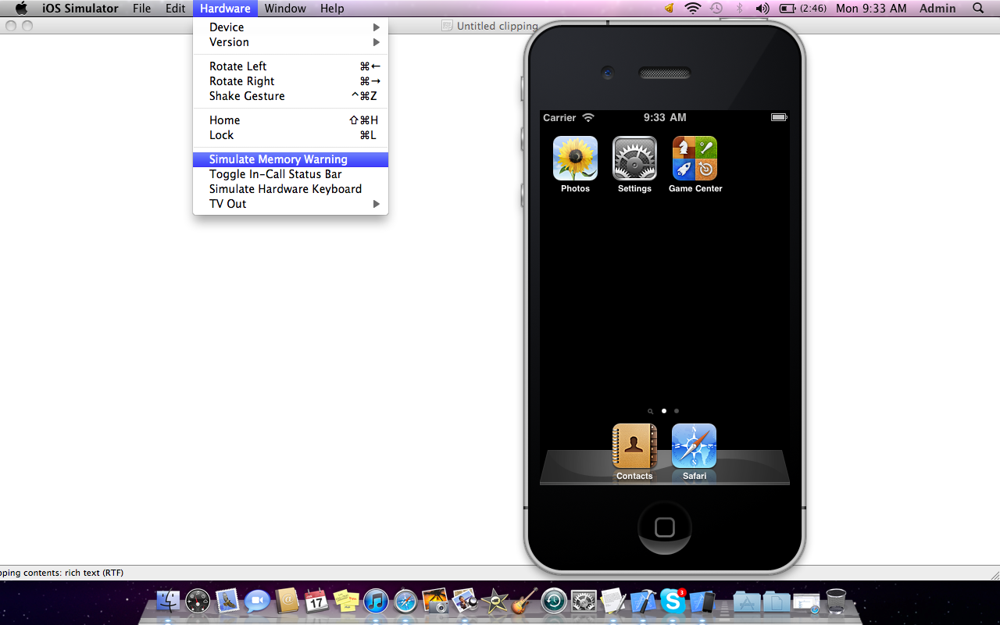 iOS Simulator File Edit Hardware Window Help (2:46) Mon 9:33 AM Admin
Untitled clipping
Device
Version
Rotate Left ⌘←
Rotate Right ⌘→
Shake Gesture ^⌘Z
Home ⇧⌘H
Lock ⌘L
Simulate Memory Warning
Toggle In-Call Status Bar
Simulate Hardware Keyboard
TV Out
Carrier 9:33 AM
Photos Settings Game Center
Contacts Safari
pping contents: rich text (RTF)
17
3